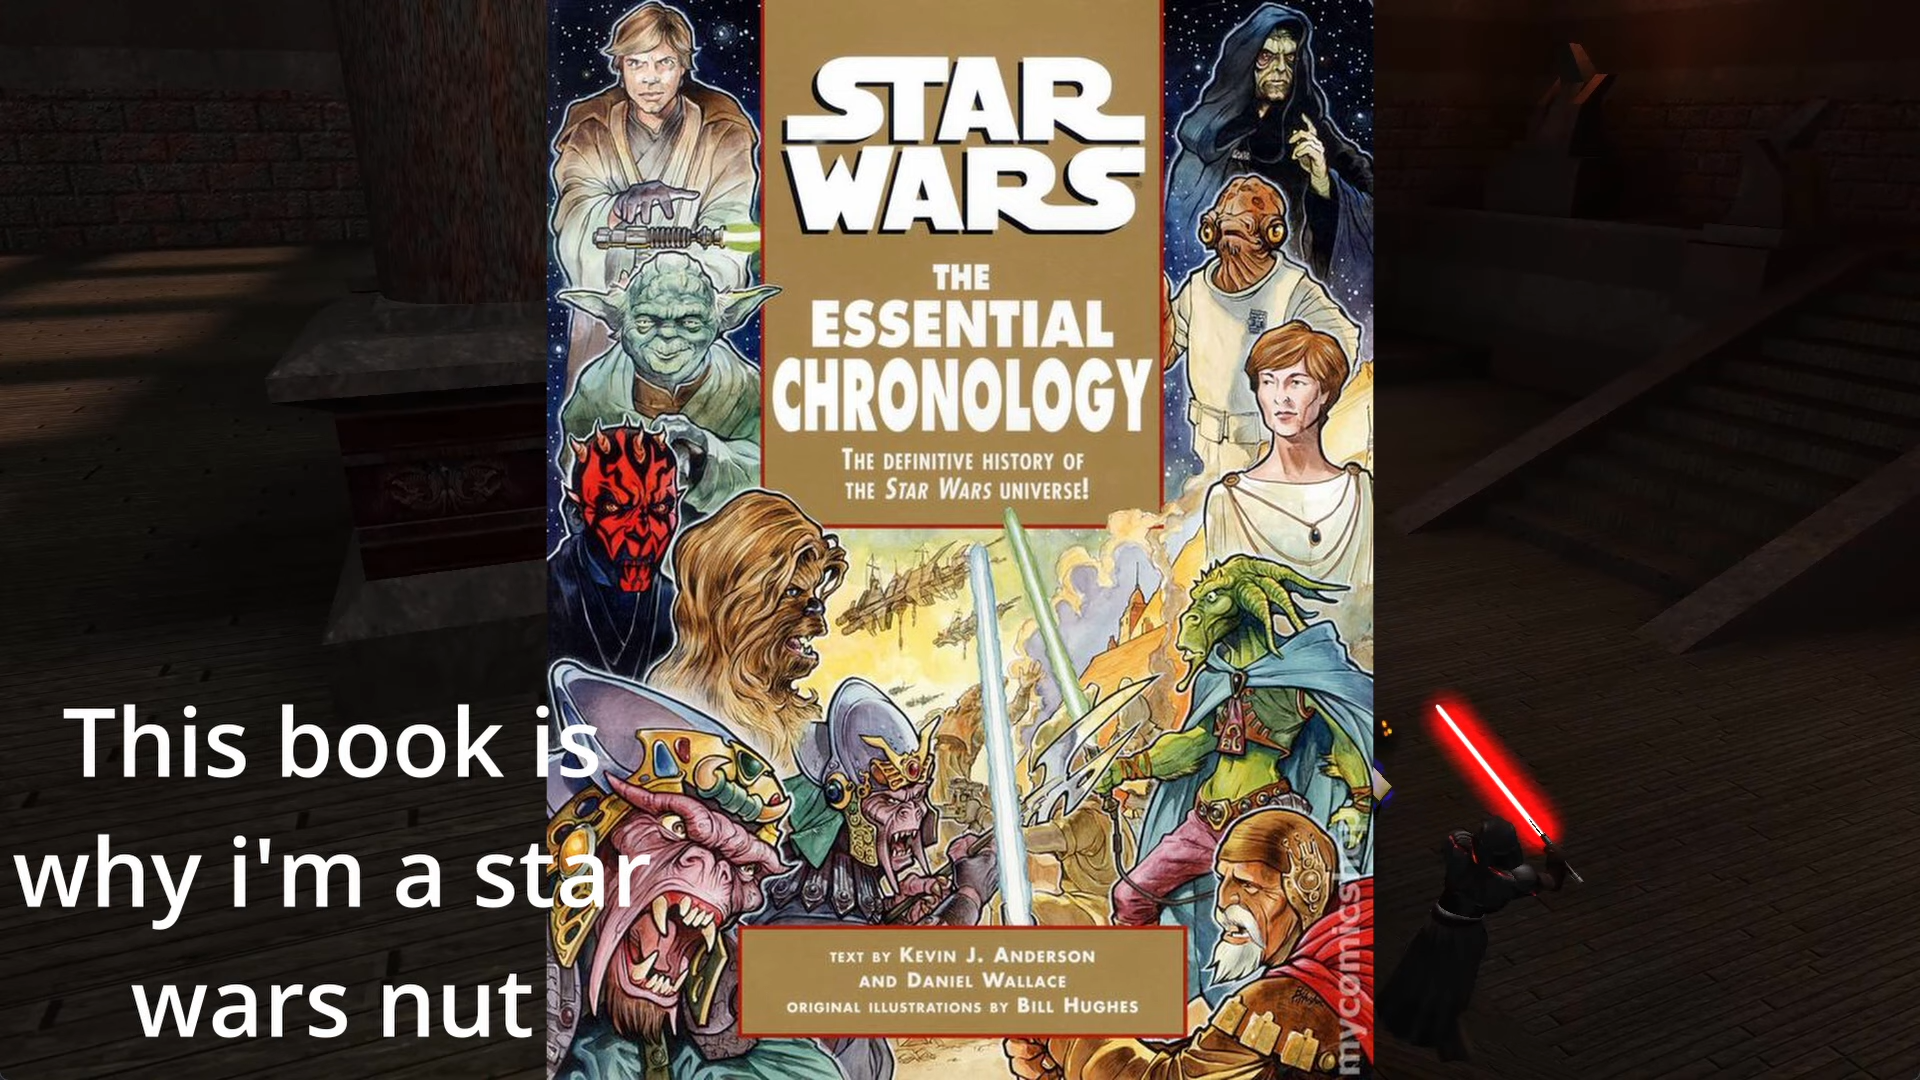 STAR
WARS
THE
ESSENTIAL
CHRONOLOGY
THE DEFINITIVE HISTORY OF
THE STAR WARS UNIVERSE!
This book is
why i'm a star
wars nut
TEXT BY KEVIN J. ANDERSON
AND DANIEL WALLACE
ORIGINAL ILLUSTRATIONS BY BILL HUGHES